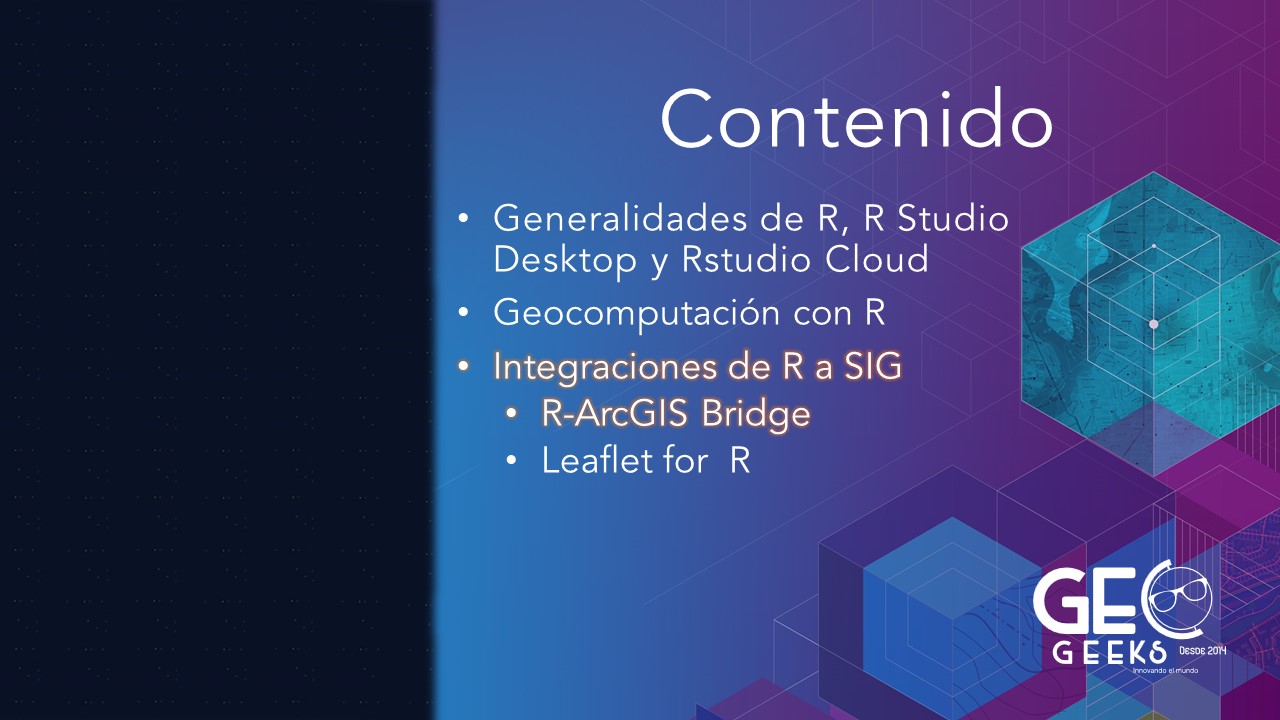 Contenido
• Generalidades de R, R Studio
Desktop y Rstudio Cloud
• Geocomputación con R
• Integraciones de R a SIG
• R-ArcGIS Bridge
• Leaflet for R
GEO
GEEKS Desde 2014
Innovando el mundo